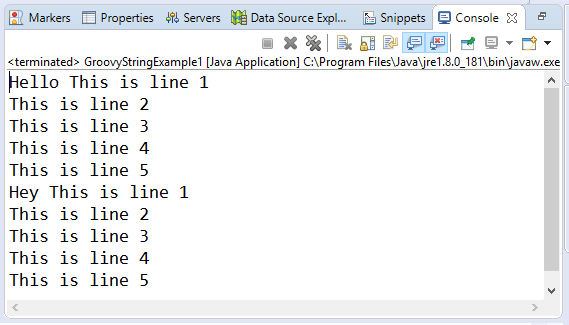 Markers Properties Servers Data Source Expl... Snippets Console
<terminated> GroovyStringExample1 [Java Application] C:\Program Files\Java\jre1.8.0_181\bin\javaw.exe
Hello This is line 1
This is line 2
This is line 3
This is line 4
This is line 5
Hey This is line 1
This is line 2
This is line 3
This is line 4
This is line 5